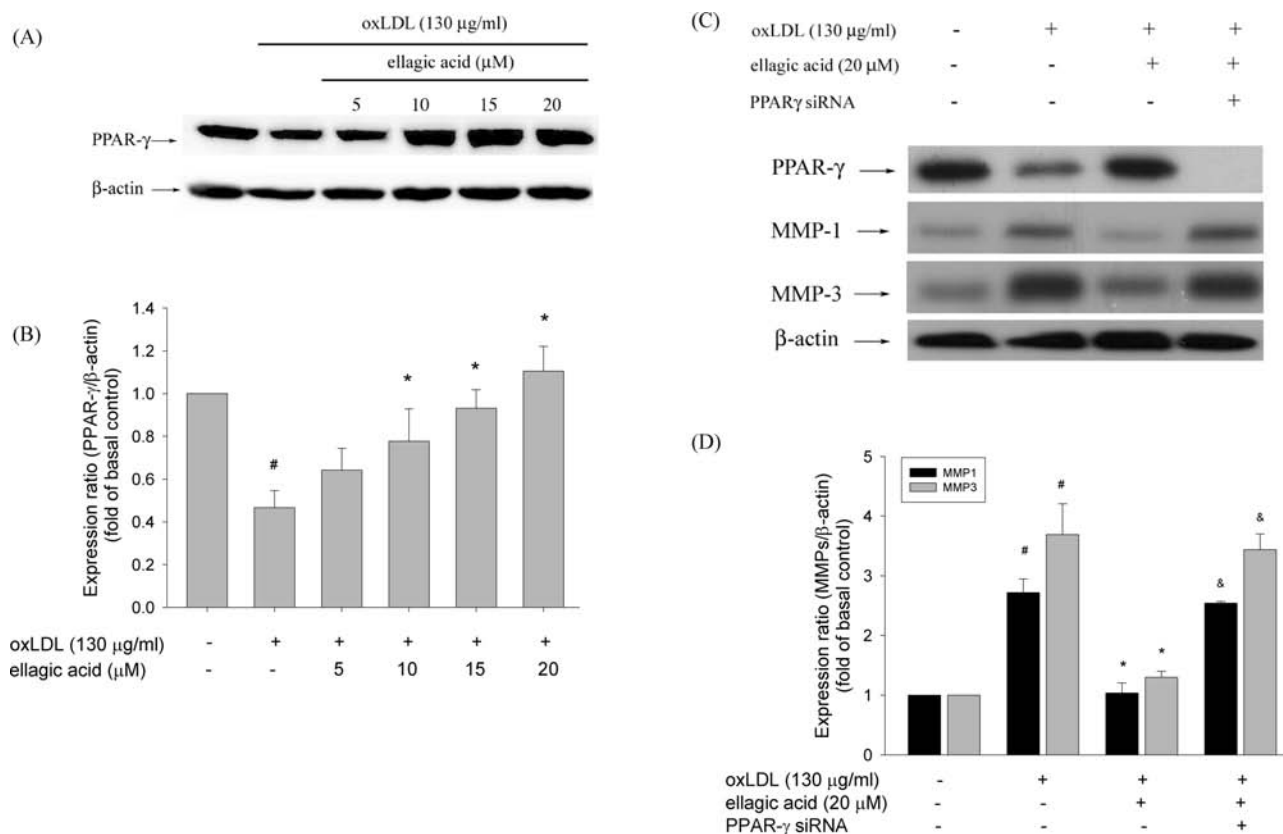 (A)
oxLDL (130 µg/ml)
ellagic acid (µM)
5 10 15 20
PPAR-γ
β-actin
(B)
Expression ratio (PPAR-γ/β-actin)
(fold of basal control)
1.4
1.2
1.0
0.8
0.6
0.4
0.2
0.0
#
*
*
*
oxLDL (130 µg/ml) - + + + + +
ellagic acid (µM) - - 5 10 15 20
(C)
oxLDL (130 µg/ml) - + + +
ellagic acid (20 µM) - - + +
PPARγ siRNA - - - +
PPAR-γ
MMP-1
MMP-3
β-actin
(D)
Expression ratio (MMPs/β-actin)
(fold of basal control)
5
4
3
2
1
0
MMP1
MMP3
# #
* *
& &
oxLDL (130 µg/ml) - + + +
ellagic acid (20 µM) - - + +
PPAR-γ siRNA - - - +